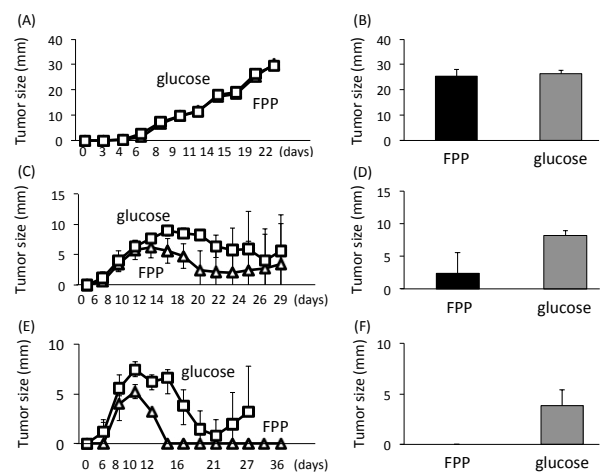 (A)
Tumor size (mm)
40
30
20
10
0
glucose
FPP
0 3 4 6 8 9 11 14 15 17 19 22 (days)
(B)
Tumor size (mm)
40
30
20
10
0
FPP glucose
(C)
Tumor size (mm)
15
10
5
0
glucose
FPP
0 6 8 10 12 14 16 18 20 22 24 26 29 (days)
(D)
Tumor size (mm)
15
10
5
0
FPP glucose
(E)
Tumor size (mm)
10
5
0
glucose
FPP
0 6 8 10 12 16 21 27 36 (days)
(F)
Tumor size (mm)
10
5
0
FPP glucose